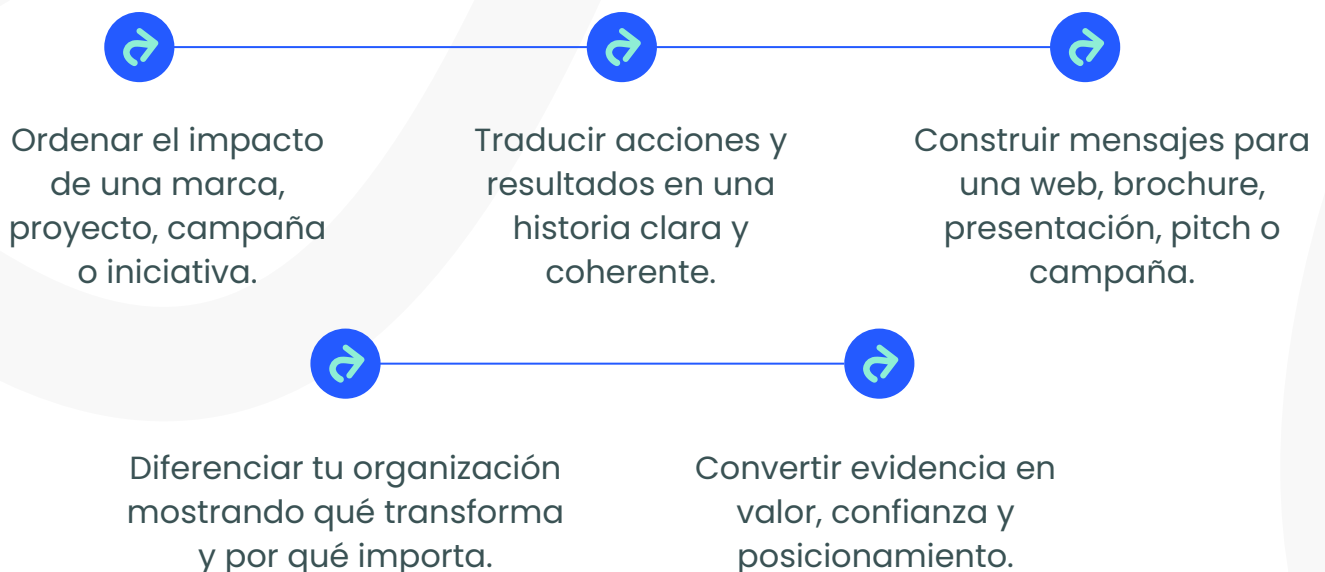 Ordenar el impacto
de una marca,
proyecto, campaña
o iniciativa.
Traducir acciones y
resultados en una
historia clara y
coherente.
Construir mensajes para
una web, brochure,
presentación, pitch o
campaña.
Diferenciar tu organización
mostrando qué transforma
y por qué importa.
Convertir evidencia en
valor, confianza y
posicionamiento.